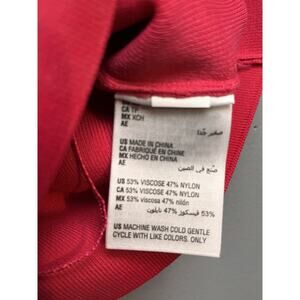 CA TP
MX XCH
AE صغير جدًا
US MADE IN CHINA
CA FABRIQUÉ EN CHINE
MX HECHO EN CHINA
AE صنع في الصين
US 53% VISCOSE 47% NYLON
CA 53% VISCOSE 47% NYLON
MX 53% viscosa 47% nilón
AE 53% فيسكوز 47% نايلون
US MACHINE WASH COLD GENTLE
CYCLE WITH LIKE COLORS. ONLY